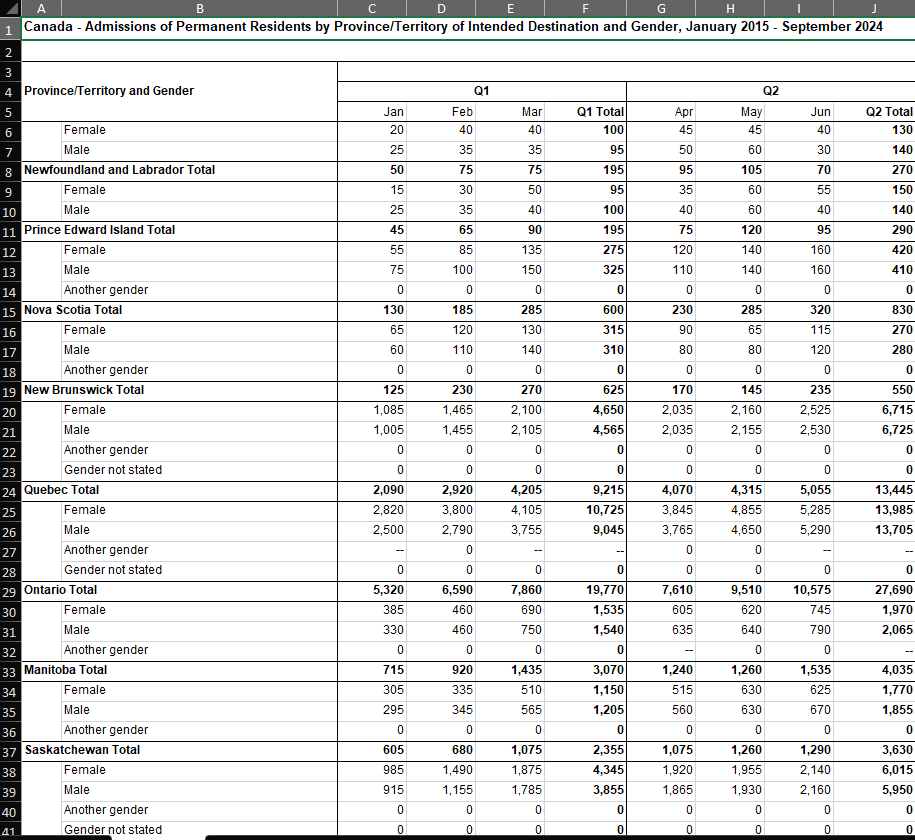 A B C D E F G H I J
1 Canada - Admissions of Permanent Residents by Province/Territory of Intended Destination and Gender, January 2015 - September 2024
2
3
4 Province/Territory and Gender Q1 Q2
5 Jan Feb Mar Q1 Total Apr May Jun Q2 Total
6 Female 20 40 40 100 45 45 40 130
7 Male 25 35 35 95 50 60 30 140
8 Newfoundland and Labrador Total 50 75 75 195 95 105 70 270
9 Female 15 30 50 95 35 60 55 150
10 Male 25 35 40 100 40 60 40 140
11 Prince Edward Island Total 45 65 90 195 75 120 95 290
12 Female 55 85 135 275 120 140 160 420
13 Male 75 100 150 325 110 140 160 410
14 Another gender 0 0 0 0 0 0 0 0
15 Nova Scotia Total 130 185 285 600 230 285 320 830
16 Female 65 120 130 315 90 65 115 270
17 Male 60 110 140 310 80 80 120 280
18 Another gender 0 0 0 0 0 0 0 0
19 New Brunswick Total 125 230 270 625 170 145 235 550
20 Female 1,085 1,465 2,100 4,650 2,035 2,160 2,525 6,715
21 Male 1,005 1,455 2,105 4,565 2,035 2,155 2,530 6,725
22 Another gender 0 0 0 0 0 0 0 0
23 Gender not stated 0 0 0 0 0 0 0 0
24 Quebec Total 2,090 2,920 4,205 9,215 4,070 4,315 5,055 13,445
25 Female 2,820 3,800 4,105 10,725 3,845 4,855 5,285 13,985
26 Male 2,500 2,790 3,755 9,045 3,765 4,650 5,290 13,705
27 Another gender -- 0 -- -- 0 0 -- --
28 Gender not stated 0 0 0 0 0 0 0 0
29 Ontario Total 5,320 6,590 7,860 19,770 7,610 9,510 10,575 27,690
30 Female 385 460 690 1,535 605 620 745 1,970
31 Male 330 460 750 1,540 635 640 790 2,065
32 Another gender 0 0 0 0 -- 0 0 --
33 Manitoba Total 715 920 1,435 3,070 1,240 1,260 1,535 4,035
34 Female 305 335 510 1,150 515 630 625 1,770
35 Male 295 345 565 1,205 560 630 670 1,855
36 Another gender 0 0 0 0 0 0 0 0
37 Saskatchewan Total 605 680 1,075 2,355 1,075 1,260 1,290 3,630
38 Female 985 1,490 1,875 4,345 1,920 1,955 2,140 6,015
39 Male 915 1,155 1,785 3,855 1,865 1,930 2,160 5,950
40 Another gender 0 0 0 0 0 0 0 0
41 Gender not stated 0 0 0 0 0 0 0 0